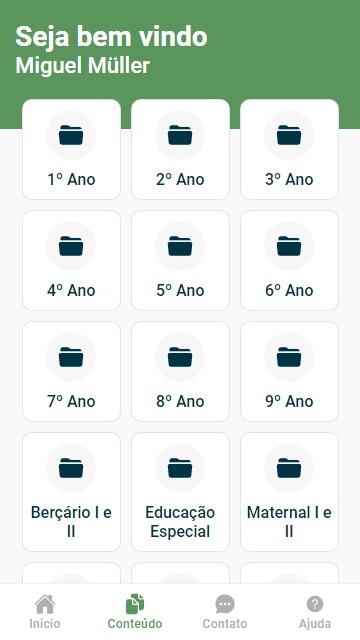 Seja bem vindo
Miguel Müller
1º Ano
2º Ano
3º Ano
4º Ano
5º Ano
6º Ano
7º Ano
8º Ano
9º Ano
Berçário I e
II
Educação
Especial
Maternal I e
II
Inicio
Conteúdo
Contato
Ajuda